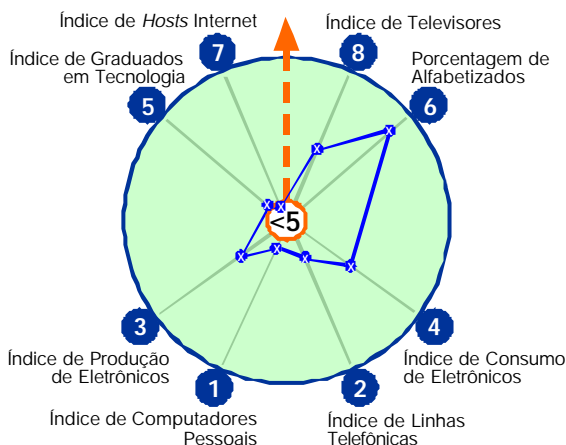 Índice de Hosts Internet
7
Índice de Televisores
8
Índice de Graduados
em Tecnologia
5
Porcentagem de
Alfabetizados
6
<5
3
Índice de Produção
de Eletrônicos
4
Índice de Consumo
de Eletrônicos
1
Índice de Computadores
Pessoais
2
Índice de Linhas
Telefônicas